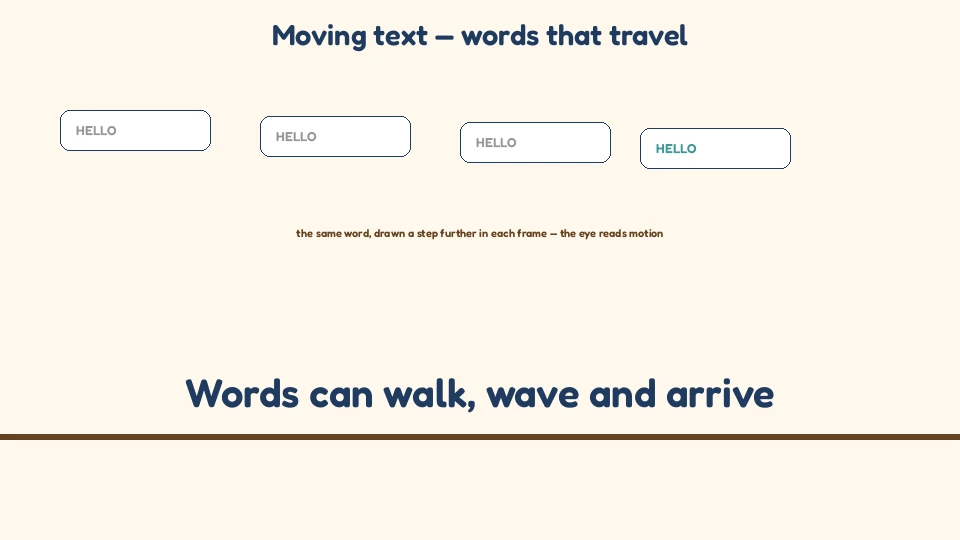 Moving text — words that travel
HELLO
HELLO
HELLO
HELLO
the same word, drawn a step further in each frame — the eye reads motion
Words can walk, wave and arrive